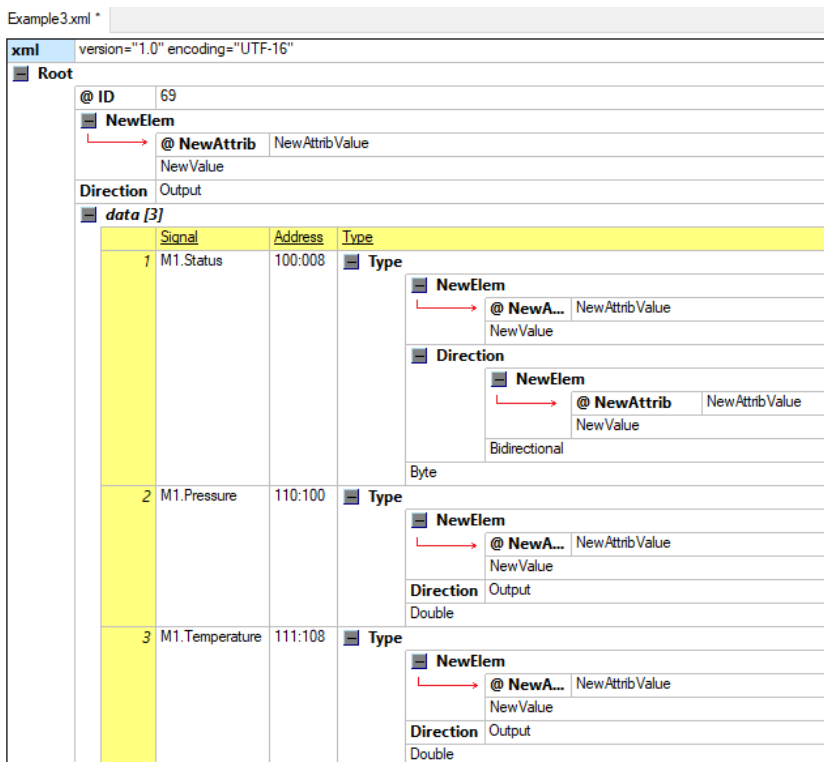 Example3.xml *
xml version="1.0" encoding="UTF-16"
Root
@ ID 69
NewElem
@ NewAttrib NewAttribValue
NewValue
Direction Output
data [3]
Signal Address Type
1 M1.Status 100:008 Type
NewElem
@ NewA... NewAttribValue
NewValue
Direction
NewElem
@ NewAttrib NewAttribValue
NewValue
Bidirectional
Byte
2 M1.Pressure 110:100 Type
NewElem
@ NewA... NewAttribValue
NewValue
Direction Output
Double
3 M1.Temperature 111:108 Type
NewElem
@ NewA... NewAttribValue
NewValue
Direction Output
Double